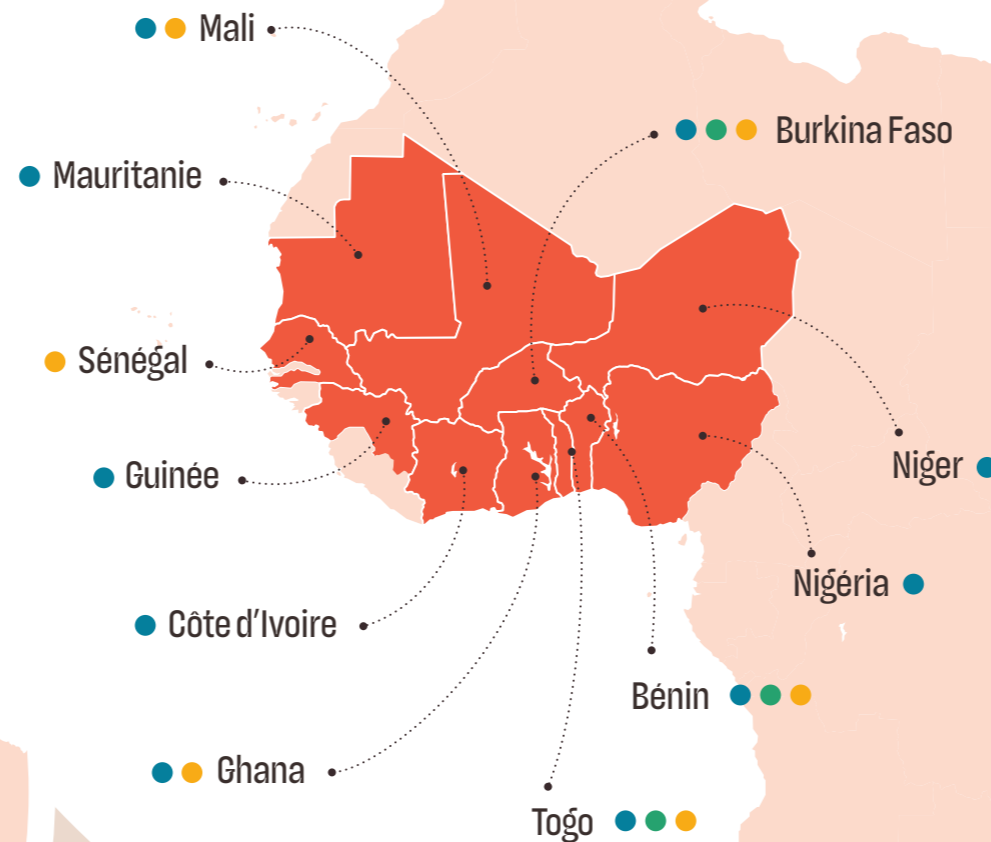 Mali
Burkina Faso
Mauritanie
Sénégal
Niger
Guinée
Nigéria
Côte d'Ivoire
Bénin
Ghana
Togo